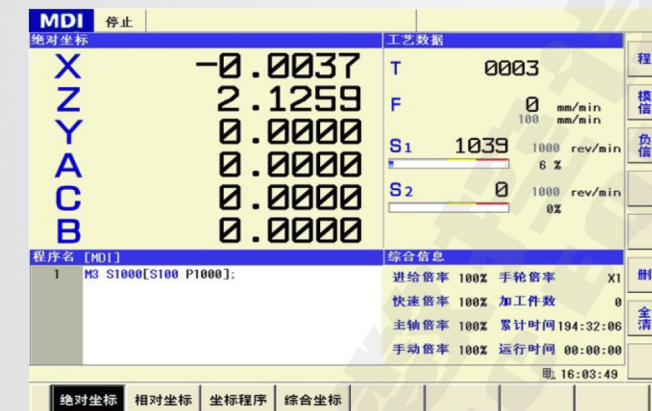 MDI 停止
绝对坐标
X -0.0037
Z 2.1259
Y 0.0000
A 0.0000
C 0.0000
B 0.0000
工艺数据
T 0003
F 0 mm/min
100 mm/min
S1 1039 1000 rev/min
6 %
S2 0 1000 rev/min
0%
程序名 [MDI]
1 M3 S1000[S100 P1000];
综合信息
进给倍率 100% 手轮倍率 X1
快速倍率 100% 加工件数 0
主轴倍率 100% 累计时间 194:32:06
手动倍率 100% 运行时间 00:00:00
16:03:49
程
模
信
负
信
删
全
清
绝对坐标 相对坐标 坐标程序 综合坐标